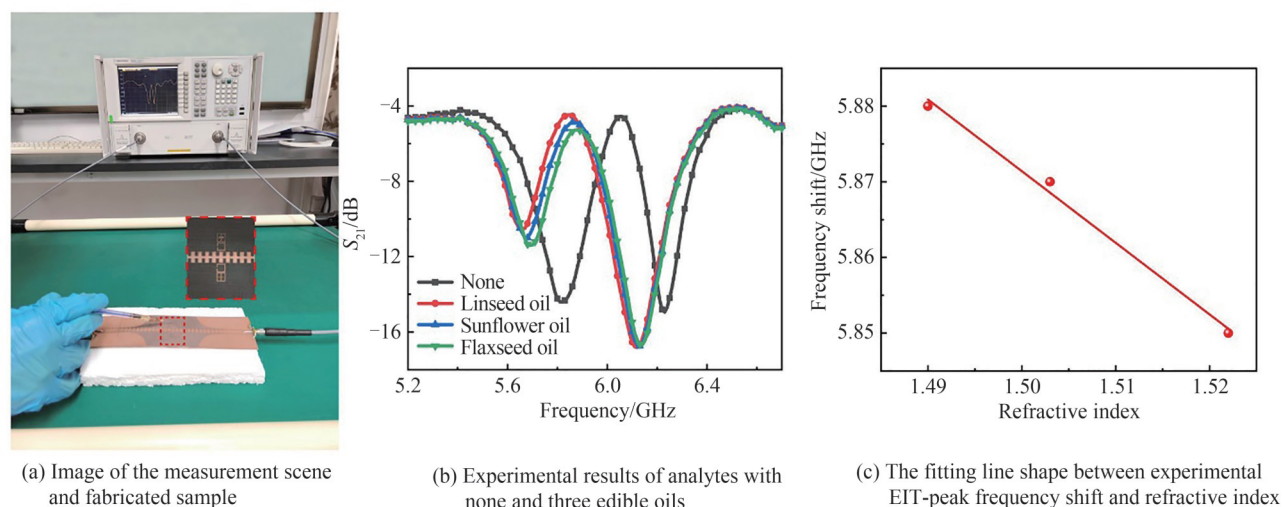 S21/dB
−4
−8
−12
−16
None
Linseed oil
Sunflower oil
Flaxseed oil
5.2
5.6
6.0
6.4
Frequency/GHz
Frequency shift/GHz
5.88
5.87
5.86
5.85
1.49
1.50
1.51
1.52
Refractive index
(a) Image of the measurement scene
and fabricated sample
(b) Experimental results of analytes with
none and three edible oils
(c) The fitting line shape between experimental
EIT-peak frequency shift and refractive index